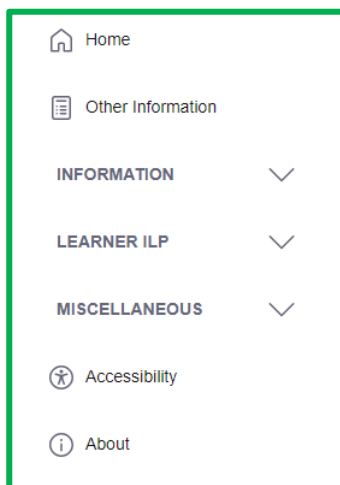 Home
Other Information
INFORMATION
LEARNER ILP
MISCELLANEOUS
Accessibility
About